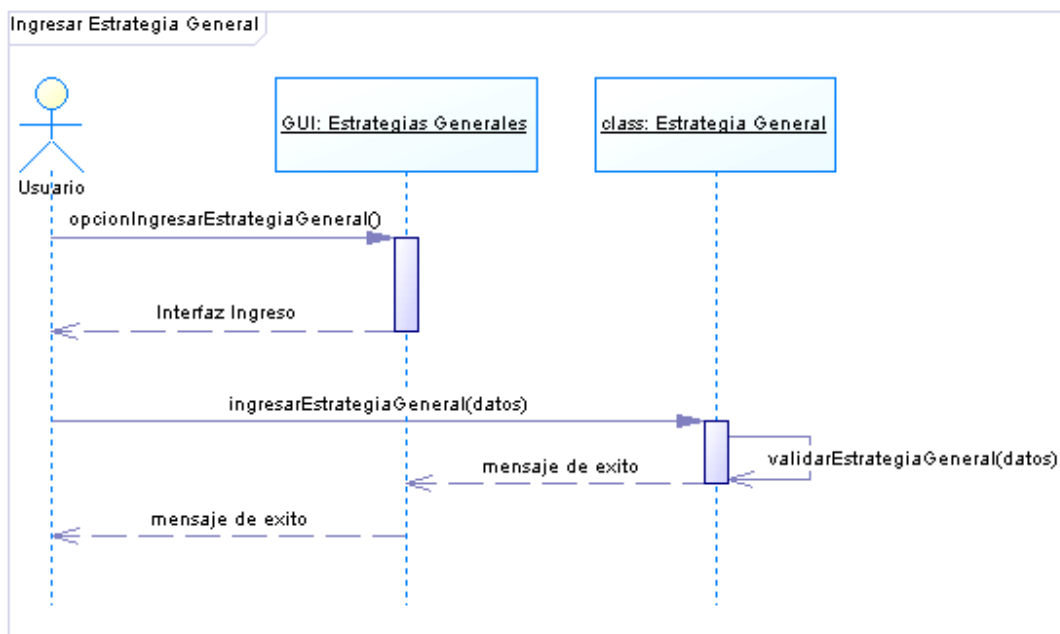 Ingresar Estrategia General
GUI: Estrategias Generales
class: Estrategia General
Usuario
opcionIngresarEstrategiaGeneral()
Interfaz Ingreso
ingresarEstrategiaGeneral(datos)
validarEstrategiaGeneral(datos)
mensaje de exito
mensaje de exito